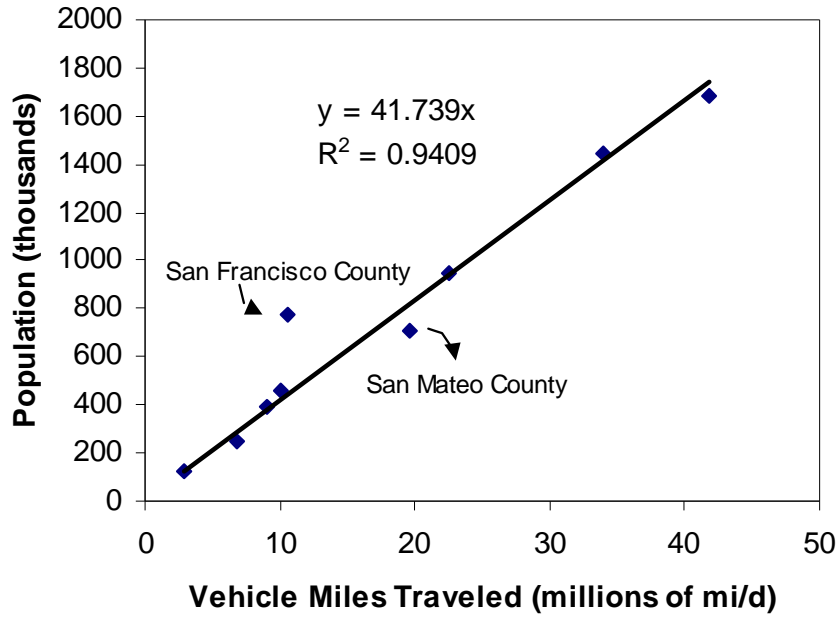 2000
1800
1600
1400
1200
1000
800
600
400
200
0
Population (thousands)
y = 41.739x
R² = 0.9409
San Francisco County
San Mateo County
0 10 20 30 40 50
Vehicle Miles Traveled (millions of mi/d)